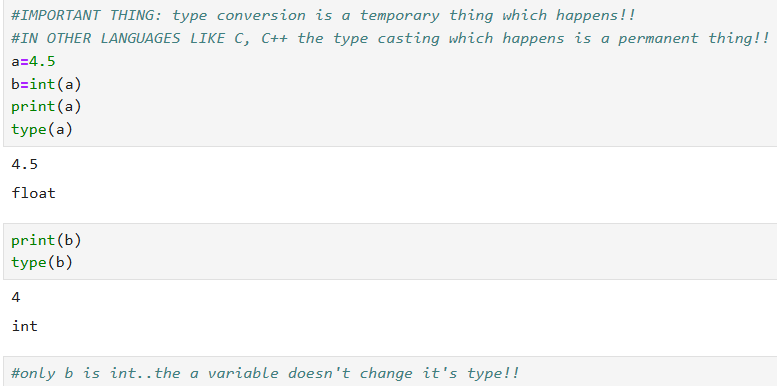 #IMPORTANT THING: type conversion is a temporary thing which happens!!
#IN OTHER LANGUAGES LIKE C, C++ the type casting which happens is a permanent thing!!
a=4.5
b=int(a)
print(a)
type(a)
4.5
float
print(b)
type(b)
4
int
#only b is int..the a variable doesn't change it's type!!